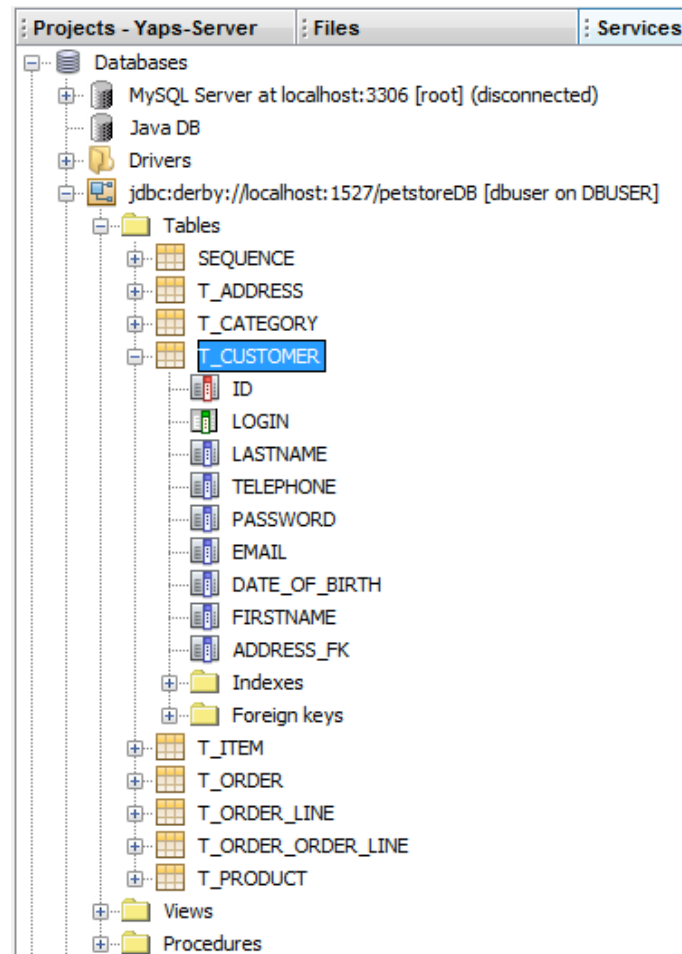 Projects - Yaps-Server Files Services
Databases
MySQL Server at localhost:3306 [root] (disconnected)
Java DB
Drivers
jdbc:derby://localhost:1527/petstoreDB [dbuser on DBUSER]
Tables
SEQUENCE
T_ADDRESS
T_CATEGORY
T_CUSTOMER
ID
LOGIN
LASTNAME
TELEPHONE
PASSWORD
EMAIL
DATE_OF_BIRTH
FIRSTNAME
ADDRESS_FK
Indexes
Foreign keys
T_ITEM
T_ORDER
T_ORDER_LINE
T_ORDER_ORDER_LINE
T_PRODUCT
Views
Procedures